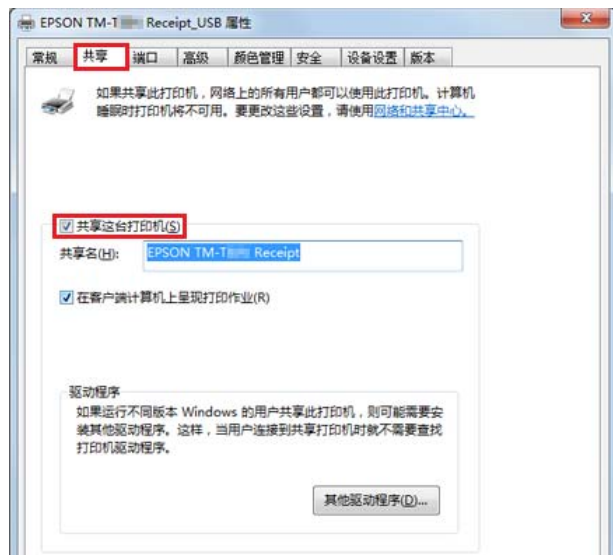 EPSON TM-T Receipt_USB 属性
常规 共享 端口 高级 颜色管理 安全 设备设置 版本
如果共享此打印机，网络上的所有用户都可以使用此打印机。计算机
睡眠时打印机将不可用。要更改这些设置，请使用网络和共享中心。
共享这台打印机(S)
共享名(H): EPSON TM-T Receipt
在客户端计算机上呈现打印作业(R)
驱动程序
如果运行不同版本 Windows 的用户共享此打印机，则可能需要安
装其他驱动程序。这样，当用户连接到共享打印机时就不需要查找
打印机驱动程序。
其他驱动程序(D)...